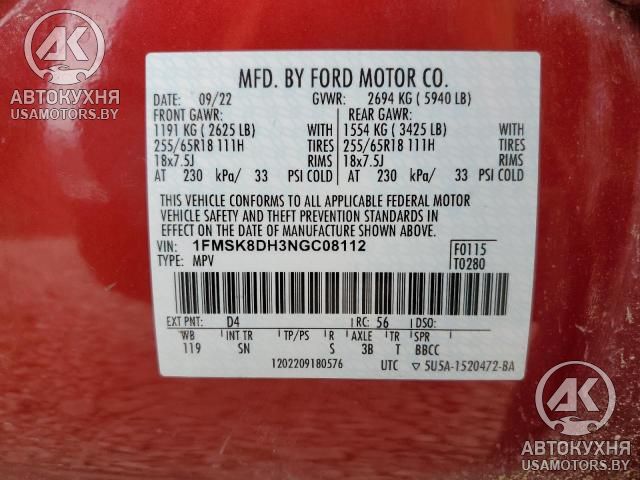 АВТОКУХНЯ
USAMOTORS.BY
MFD. BY FORD MOTOR CO.
DATE: 09/22 GVWR: 2694 KG ( 5940 LB)
FRONT GAWR: REAR GAWR:
1191 KG ( 2625 LB) WITH 1554 KG ( 3425 LB) WITH
255/65R18 111H TIRES 255/65R18 111H TIRES
18x7.5J RIMS 18x7.5J RIMS
AT 230 kPa/ 33 PSI COLD AT 230 kPa/ 33 PSI COLD
THIS VEHICLE CONFORMS TO ALL APPLICABLE FEDERAL MOTOR
VEHICLE SAFETY AND THEFT PREVENTION STANDARDS IN
EFFECT ON THE DATE OF MANUFACTURE SHOWN ABOVE.
VIN: 1FMSK8DH3NGC08112 F0115
TYPE: MPV T0280
EXT PNT: D4 RC: 56 DSO:
WB INT TR TP/PS R AXLE TR SPR
119 SN S 3B T BBCC
1202209180576 UTC ▽ 5U5A-1520472-BA
АВТОКУХНЯ
USAMOTORS.BY